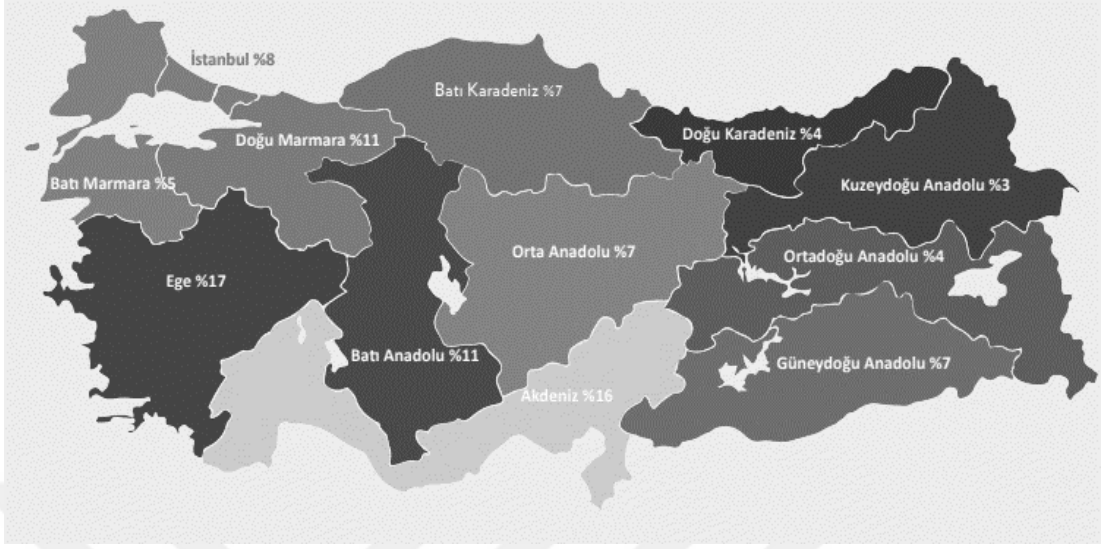 İstanbul %8
Batı Karadeniz %7
Doğu Karadeniz %4
Doğu Marmara %11
Batı Marmara %5
Kuzeydoğu Anadolu %3
Orta Anadolu %7
Ortadoğu Anadolu %4
Ege %17
Batı Anadolu %11
Güneydoğu Anadolu %7
Akdeniz %16